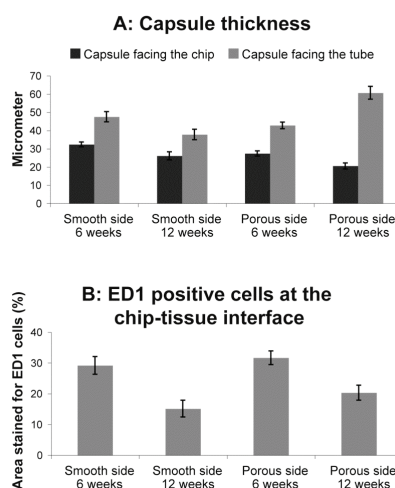 A: Capsule thickness
Capsule facing the chip Capsule facing the tube
Micrometer
70
60
50
40
30
20
10
0
Smooth side Smooth side Porous side Porous side
6 weeks 12 weeks 6 weeks 12 weeks
B: ED1 positive cells at the
chip-tissue interface
Area stained for ED1 cells (%)
40
30
20
10
0
Smooth side Smooth side Porous side Porous side
6 weeks 12 weeks 6 weeks 12 weeks